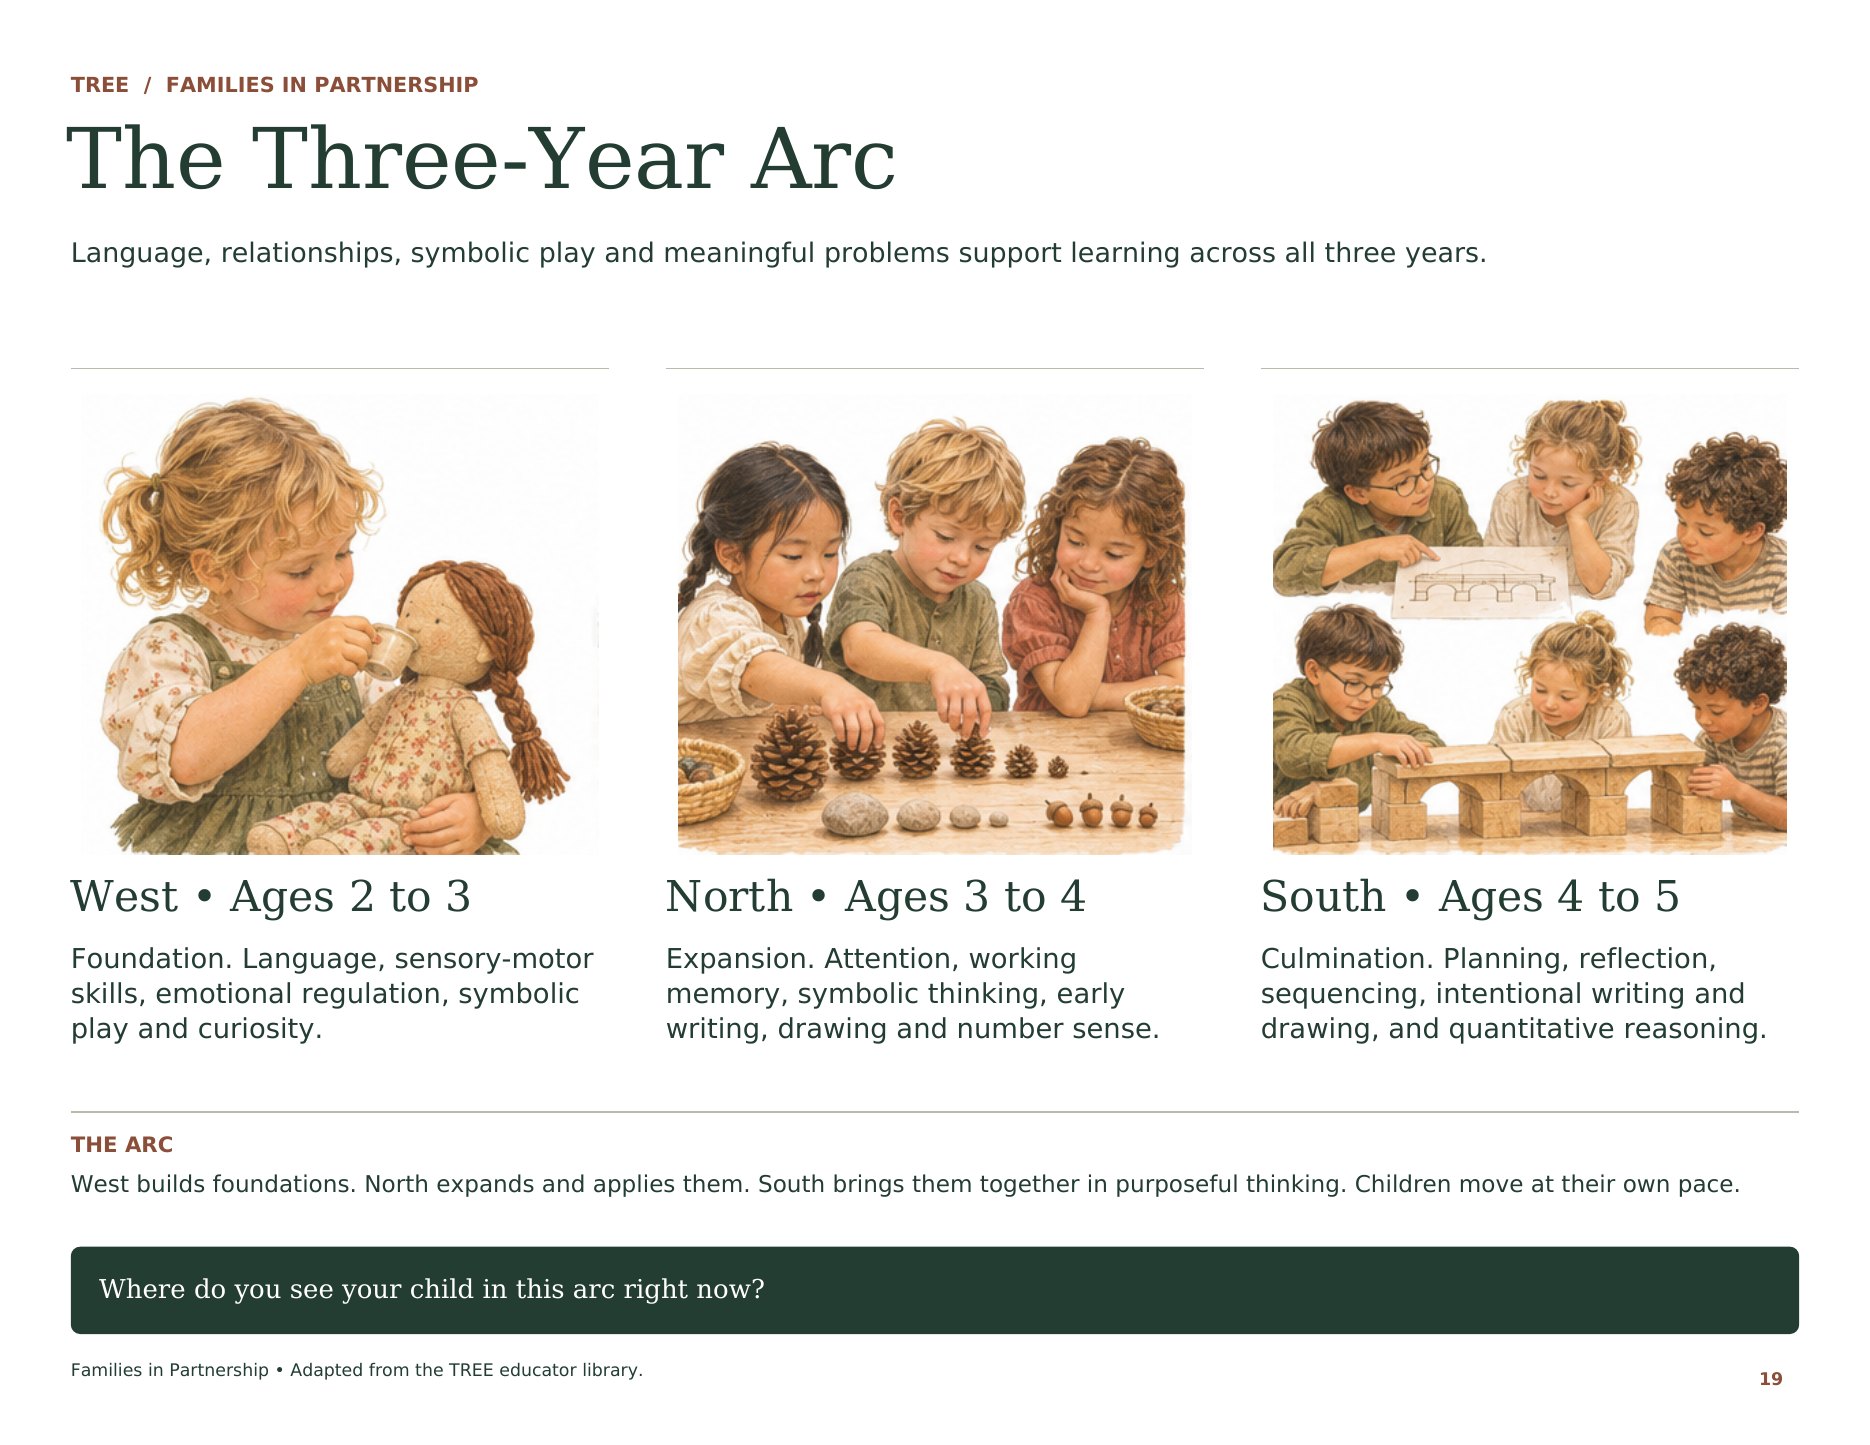 TREE / FAMILIES IN PARTNERSHIP
The Three-Year Arc
Language, relationships, symbolic play and meaningful problems support learning across all three years.
West • Ages 2 to 3
Foundation. Language, sensory-motor
skills, emotional regulation, symbolic
play and curiosity.
North • Ages 3 to 4
Expansion. Attention, working
memory, symbolic thinking, early
writing, drawing and number sense.
South • Ages 4 to 5
Culmination. Planning, reflection,
sequencing, intentional writing and
drawing, and quantitative reasoning.
THE ARC
West builds foundations. North expands and applies them. South brings them together in purposeful thinking. Children move at their own pace.
Where do you see your child in this arc right now?
Families in Partnership • Adapted from the TREE educator library.
19